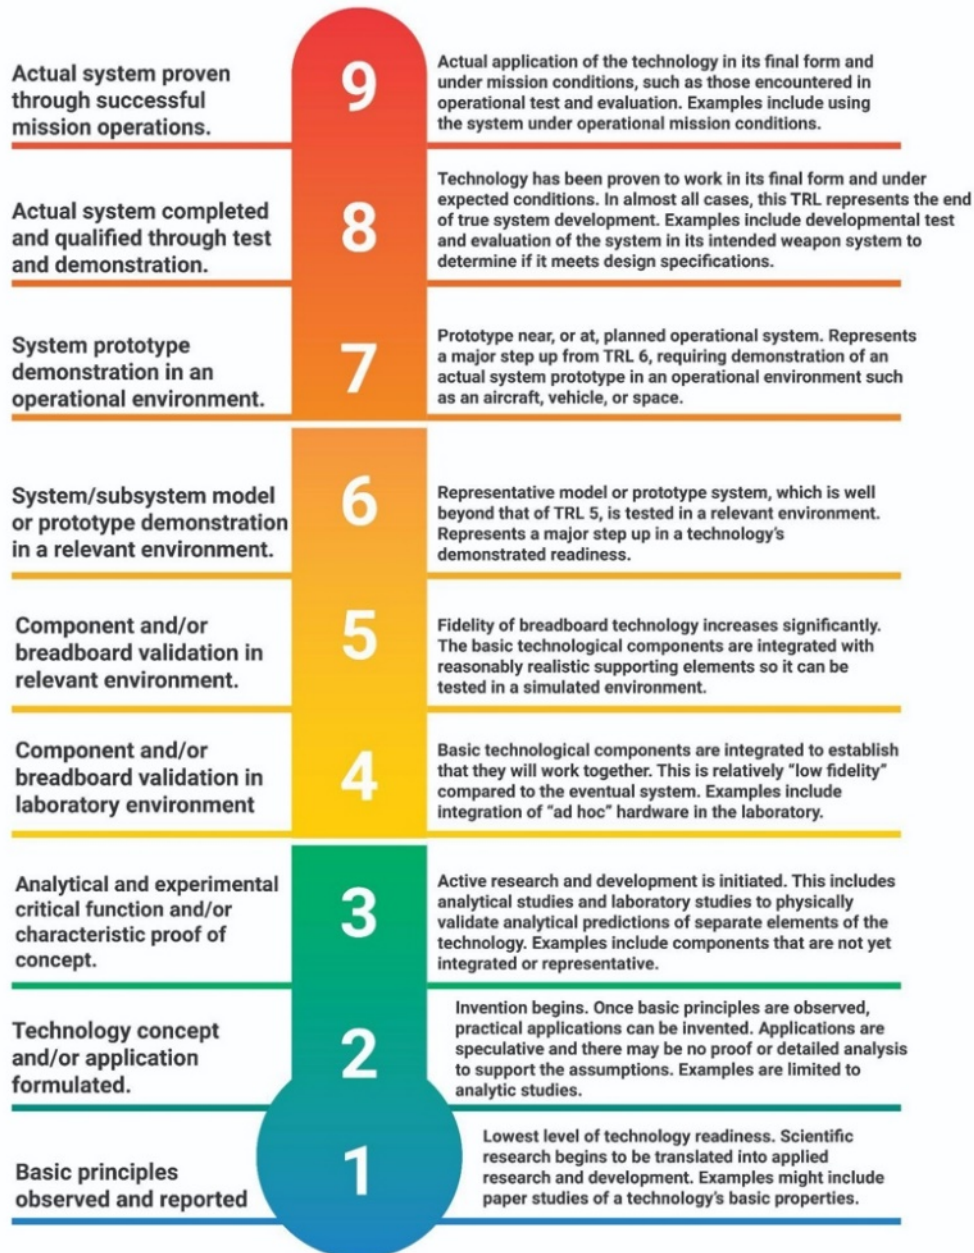 Actual system proven
through successful
mission operations.
9
Actual application of the technology in its final form and
under mission conditions, such as those encountered in
operational test and evaluation. Examples include using
the system under operational mission conditions.
Actual system completed
and qualified through test
and demonstration.
8
Technology has been proven to work in its final form and under
expected conditions. In almost all cases, this TRL represents the end
of true system development. Examples include developmental test
and evaluation of the system in its intended weapon system to
determine if it meets design specifications.
System prototype
demonstration in an
operational environment.
7
Prototype near, or at, planned operational system. Represents
a major step up from TRL 6, requiring demonstration of an
actual system prototype in an operational environment such
as an aircraft, vehicle, or space.
System/subsystem model
or prototype demonstration
in a relevant environment.
6
Representative model or prototype system, which is well
beyond that of TRL 5, is tested in a relevant environment.
Represents a major step up in a technology's
demonstrated readiness.
Component and/or
breadboard validation in
relevant environment.
5
Fidelity of breadboard technology increases significantly.
The basic technological components are integrated with
reasonably realistic supporting elements so it can be
tested in a simulated environment.
Component and/or
breadboard validation in
laboratory environment
4
Basic technological components are integrated to establish
that they will work together. This is relatively “low fidelity”
compared to the eventual system. Examples include
integration of “ad hoc” hardware in the laboratory.
Analytical and experimental
critical function and/or
characteristic proof of
concept.
3
Active research and development is initiated. This includes
analytical studies and laboratory studies to physically
validate analytical predictions of separate elements of the
technology. Examples include components that are not yet
integrated or representative.
Technology concept
and/or application
formulated.
2
Invention begins. Once basic principles are observed,
practical applications can be invented. Applications are
speculative and there may be no proof or detailed analysis
to support the assumptions. Examples are limited to
analytic studies.
Basic principles
observed and reported
1
Lowest level of technology readiness. Scientific
research begins to be translated into applied
research and development. Examples might include
paper studies of a technology's basic properties.